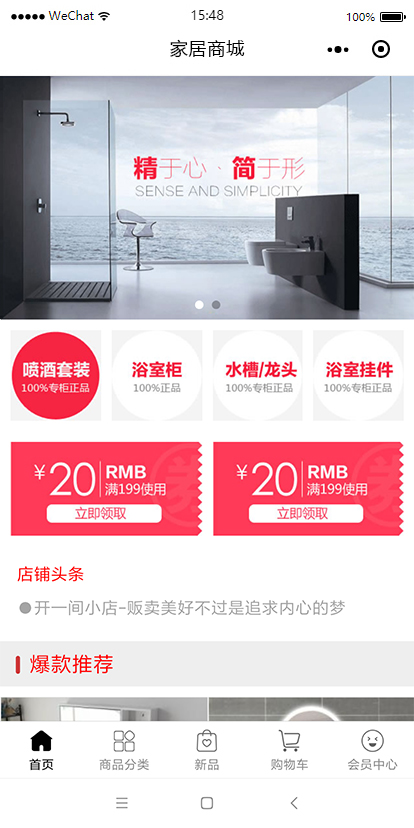 WeChat 15:48 100%
家居商城
精于心、简于形
SENSE AND SIMPLICITY
喷洒套装 浴室柜 水槽/龙头 浴室挂件
100%专柜正品 100%正品 100%专柜正品 100%专柜正品
¥20 RMB 满199使用
立即领取
¥20 RMB 满199使用
立即领取
店铺头条
开一间小店-贩卖美好不过是追求内心的梦
爆款推荐
首页 商品分类 新品 购物车 会员中心